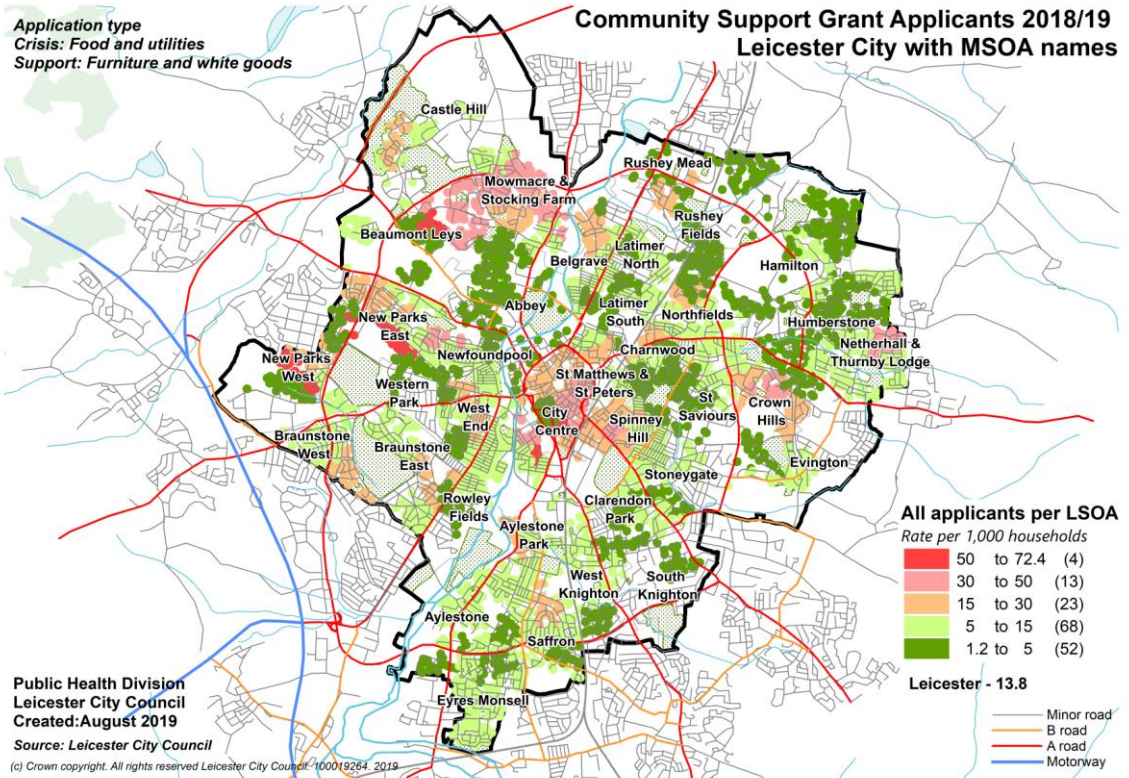 Application type
Crisis: Food and utilities
Support: Furniture and white goods
Community Support Grant Applicants 2018/19
Leicester City with MSOA names
Castle Hill
Rushey Mead
Mowmacre &
Stocking Farm
Rushey
Fields
Beaumont Leys
Latimer
North
Belgrave
Hamilton
Abbey
Latimer
South
New Parks
East
Northfields
Humberstone
Netherhall &
Thurnby Lodge
Newfoundpool
Charnwood
New Parks
West
Western
Park
St Matthews &
St Peters
St
Saviours
Crown
Hills
West
End
City
Centre
Spinney
Hill
Braunstone
West
Braunstone
East
Evington
Stoneygate
Rowley
Fields
Clarendon
Park
Aylestone
Park
West
Knighton
South
Knighton
Aylestone
Saffron
Eyres Monsell
All applicants per LSOA
Rate per 1,000 households
50 to 72.4 (4)
30 to 50 (13)
15 to 30 (23)
5 to 15 (68)
1.2 to 5 (52)
Leicester - 13.8
Minor road
B road
A road
Motorway
Public Health Division
Leicester City Council
Created:August 2019
Source: Leicester City Council
(c) Crown copyright. All rights reserved Leicester City Council. 100019264. 2019